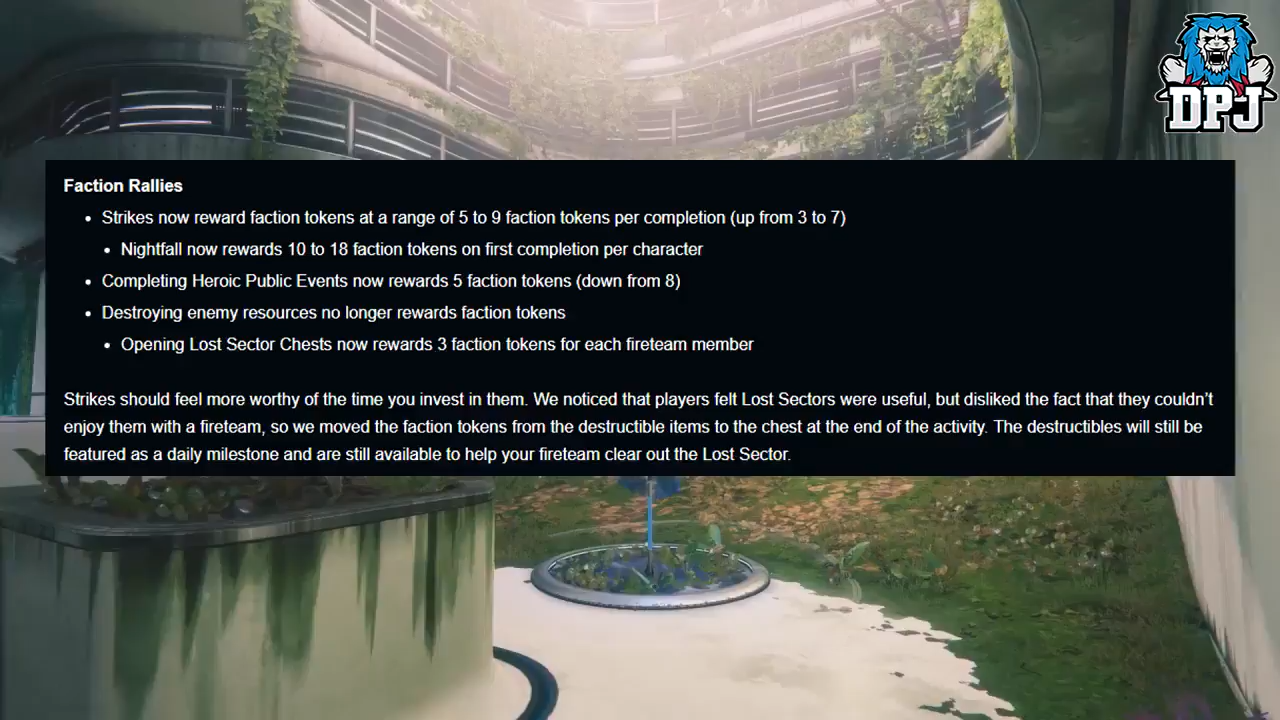 DPJ
Faction Rallies
• Strikes now reward faction tokens at a range of 5 to 9 faction tokens per completion (up from 3 to 7)
• Nightfall now rewards 10 to 18 faction tokens on first completion per character
• Completing Heroic Public Events now rewards 5 faction tokens (down from 8)
• Destroying enemy resources no longer rewards faction tokens
• Opening Lost Sector Chests now rewards 3 faction tokens for each fireteam member
Strikes should feel more worthy of the time you invest in them. We noticed that players felt Lost Sectors were useful, but disliked the fact that they couldn’t
enjoy them with a fireteam, so we moved the faction tokens from the destructible items to the chest at the end of the activity. The destructibles will still be
featured as a daily milestone and are still available to help your fireteam clear out the Lost Sector.